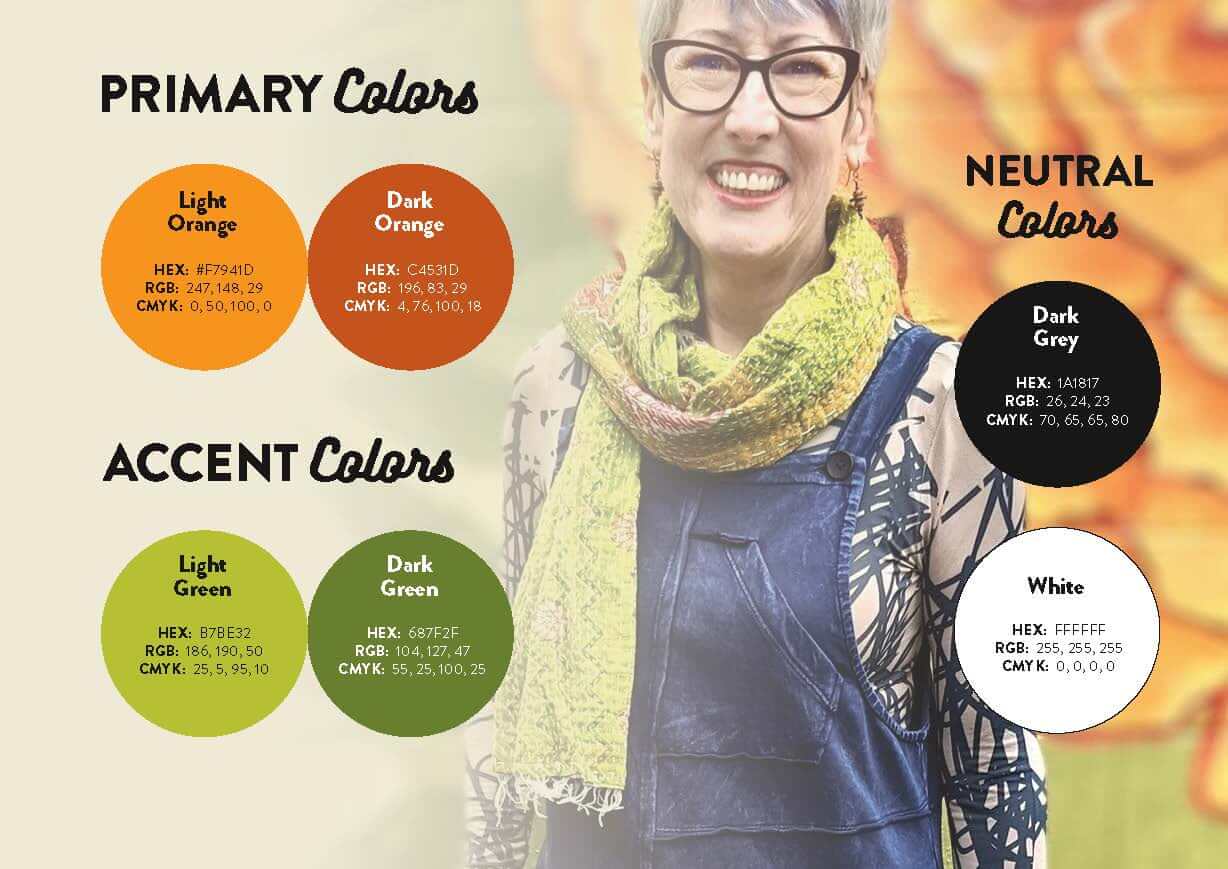 PRIMARY Colors
Light
Orange
HEX: #F7941D
RGB: 247, 148, 29
CMYK: 0, 50, 100, 0
Dark
Orange
HEX: C4531D
RGB: 196, 83, 29
CMYK: 4, 76, 100, 18
ACCENT Colors
Light
Green
HEX: B7BE32
RGB: 186, 190, 50
CMYK: 25, 5, 95, 10
Dark
Green
HEX: 687F2F
RGB: 104, 127, 47
CMYK: 55, 25, 100, 25
NEUTRAL
Colors
Dark
Grey
HEX: 1A1817
RGB: 26, 24, 23
CMYK: 70, 65, 65, 80
White
HEX: FFFFFF
RGB: 255, 255, 255
CMYK: 0, 0, 0, 0